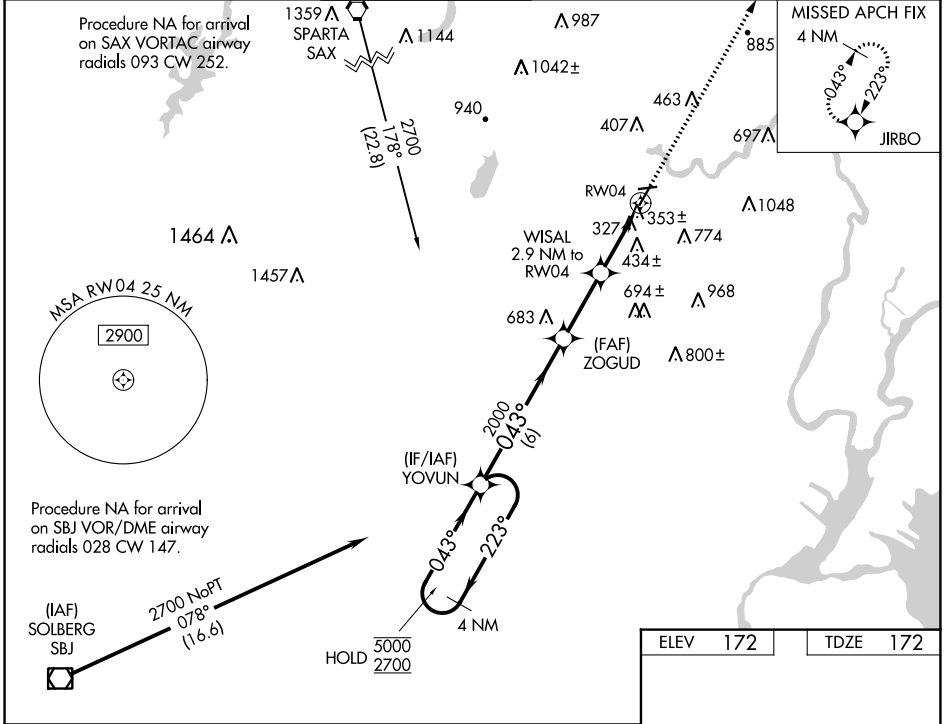 Procedure NA for arrival
on SAX VORTAC airway
radials 093 CW 252.
1359
SPARTA
SAX
1144
987
1042±
940
2700
178°
(22.8)
885
463
407
697
MISSED APCH FIX
4 NM
043°
223°
JIRBO
RW04
353±
1048
327
774
434±
WISAL
2.9 NM to
RW04
1464
1457
694±
968
683
(FAF)
ZOGUD
800±
MSA RW04 25 NM
2900
2000
043°
(6)
(IF/IAF)
YOVUN
043°
223°
4 NM
HOLD 5000
2700
Procedure NA for arrival
on SBJ VOR/DME airway
radials 028 CW 147.
2700 NoPT
078°
(16.6)
(IAF)
SOLBERG
SBJ
ELEV 172
TDZE 172